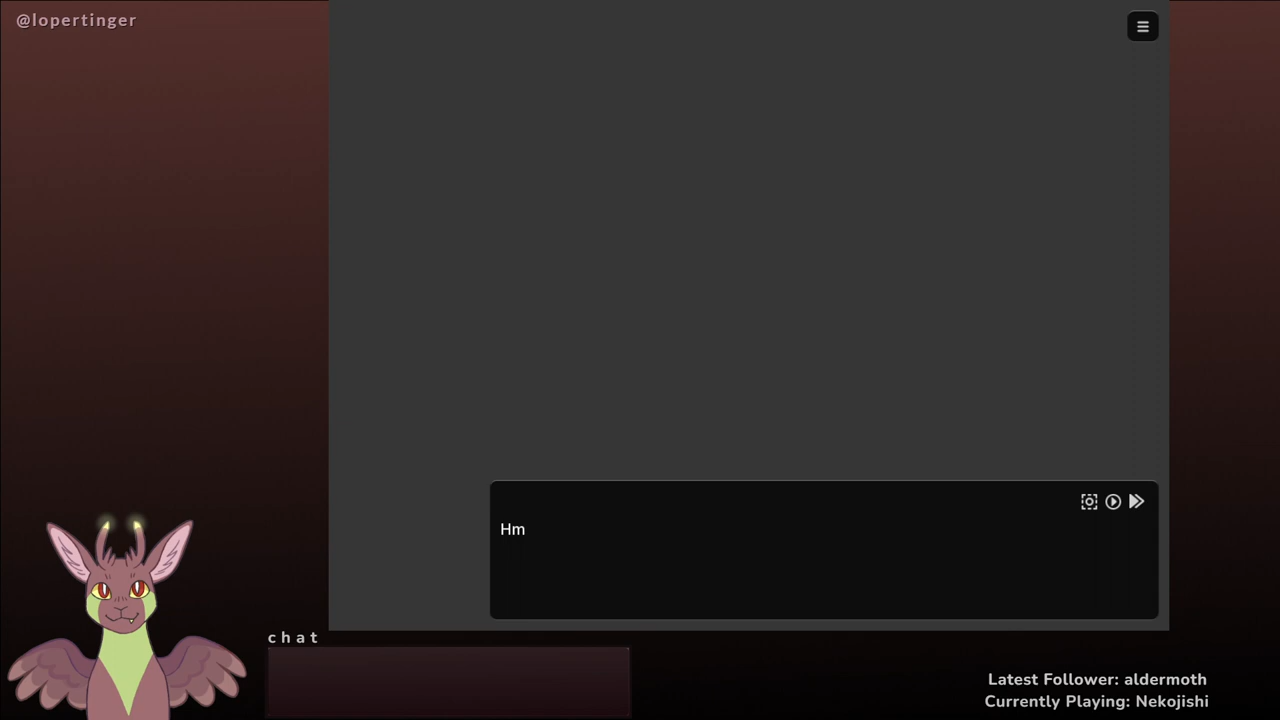 @lopertinger
Hm
chat
Latest Follower: aldermoth
Currently Playing: Nekojishi